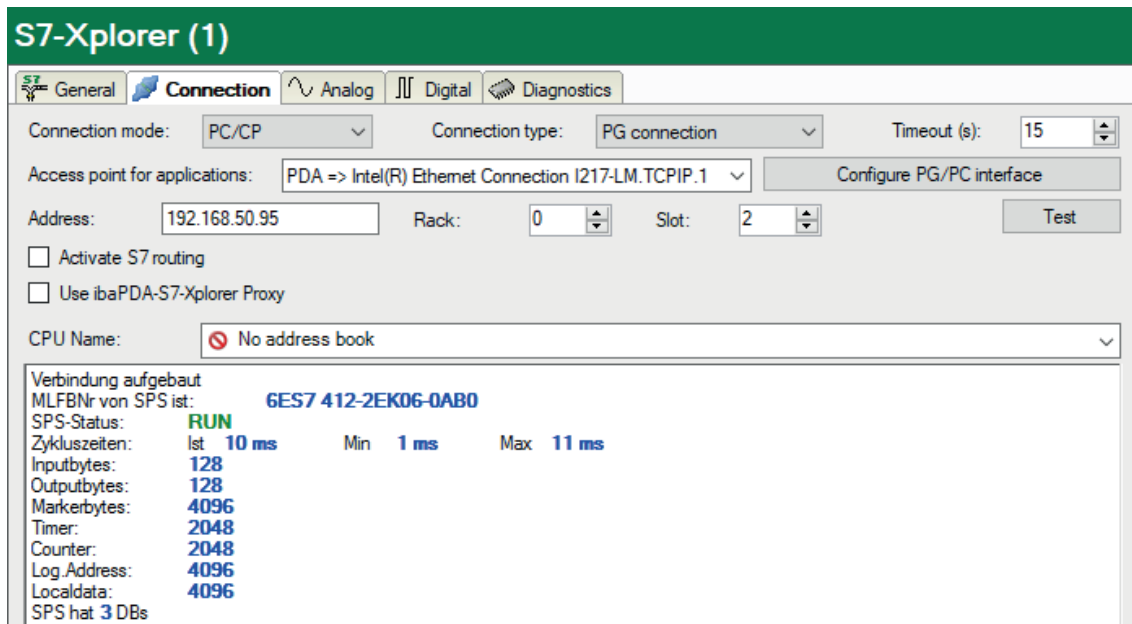 S7-Xplorer (1)
S7 General Connection Analog Digital Diagnostics
Connection mode: PC/CP Connection type: PG connection Timeout (s): 15
Access point for applications: PDA => Intel(R) Ethernet Connection I217-LM.TCPIP.1 Configure PG/PC interface
Address: 192.168.50.95 Rack: 0 Slot: 2 Test
Activate S7 routing
Use ibaPDA-S7-Xplorer Proxy
CPU Name: No address book
Verbindung aufgebaut
MLFBNr von SPS ist: 6ES7 412-2EK06-0AB0
SPS-Status: RUN
Zykluszeiten: Ist 10 ms Min 1 ms Max 11 ms
Inputbytes: 128
Outputbytes: 128
Markerbytes: 4096
Timer: 2048
Counter: 2048
Log.Address: 4096
Localdata: 4096
SPS hat 3 DBs